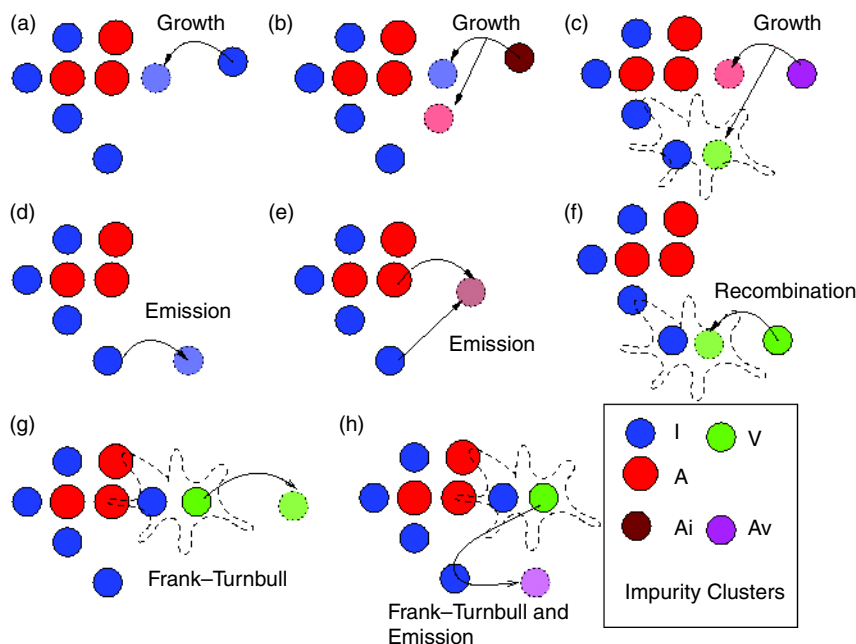 (a)
Growth
(b)
Growth
(c)
Growth
(d)
Emission
(e)
Emission
(f)
Recombination
(g)
Frank–Turnbull
(h)
Frank–Turnbull and
Emission
I
V
A
Ai
Av
Impurity Clusters